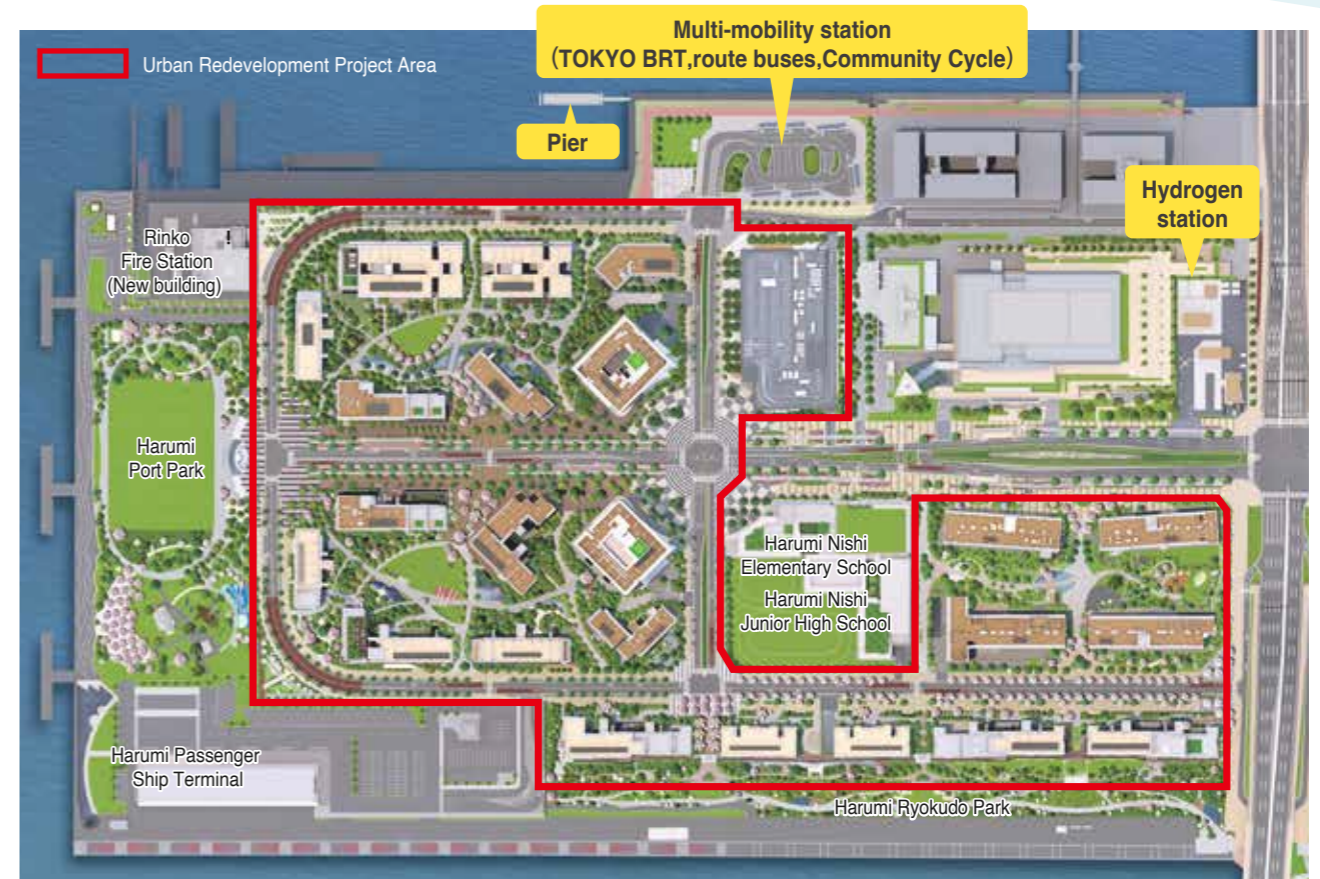 Urban Redevelopment Project Area
Multi-mobility station
(TOKYO BRT,route buses,Community Cycle)
Pier
Hydrogen
station
Rinko
Fire Station
(New building)
Harumi
Port Park
Harumi Nishi
Elementary School
Harumi Nishi
Junior High School
Harumi Passenger
Ship Terminal
Harumi Ryokudo Park